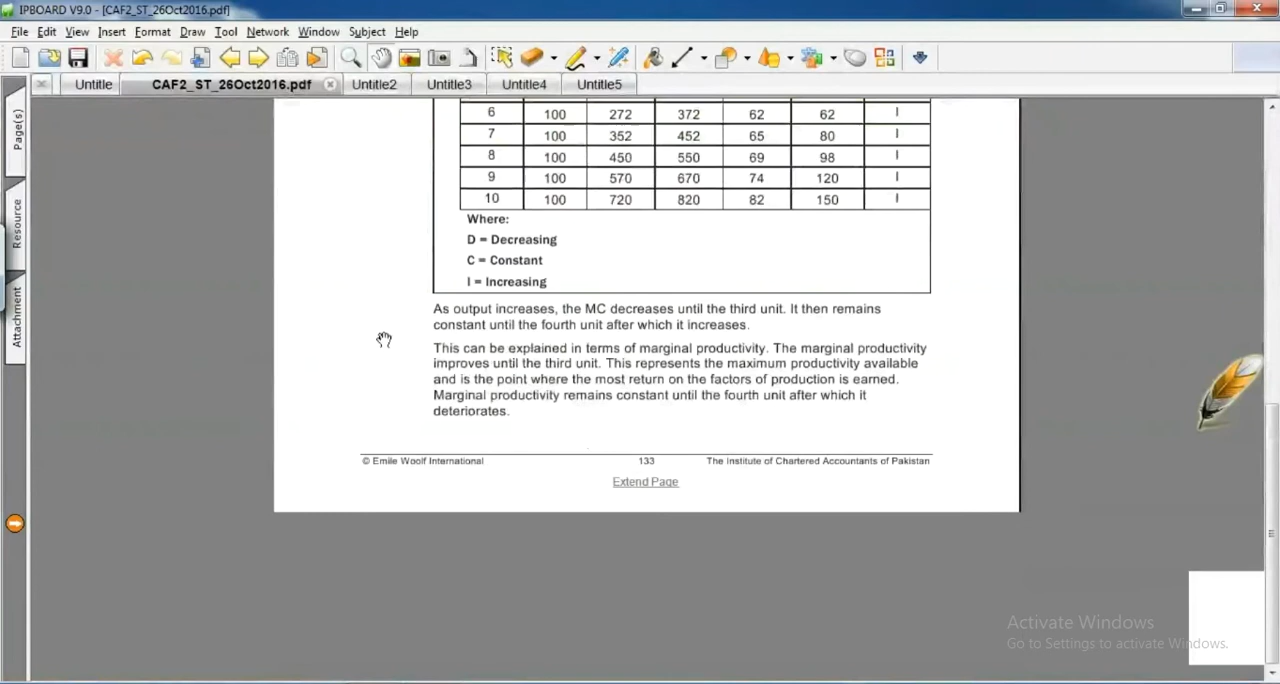 IPBOARD V9.0 - [CAF2_ST_26Oct2016.pdf]
File Edit View Insert Format Draw Tool Network Window Subject Help
Untitle CAF2_ST_26Oct2016.pdf Untitle2 Untitle3 Untitle4 Untitle5
Page(s)
Resource
Attachment
6 100 272 372 62 62 I
7 100 352 452 65 80 I
8 100 450 550 69 98 I
9 100 570 670 74 120 I
10 100 720 820 82 150 I
Where:
D = Decreasing
C = Constant
I = Increasing
As output increases, the MC decreases until the third unit. It then remains
constant until the fourth unit after which it increases.
This can be explained in terms of marginal productivity. The marginal productivity
improves until the third unit. This represents the maximum productivity available
and is the point where the most return on the factors of production is earned.
Marginal productivity remains constant until the fourth unit after which it
deteriorates.
© Emile Woolf International 133 The Institute of Chartered Accountants of Pakistan
Extend Page
Activate Windows
Go to Settings to activate Windows.